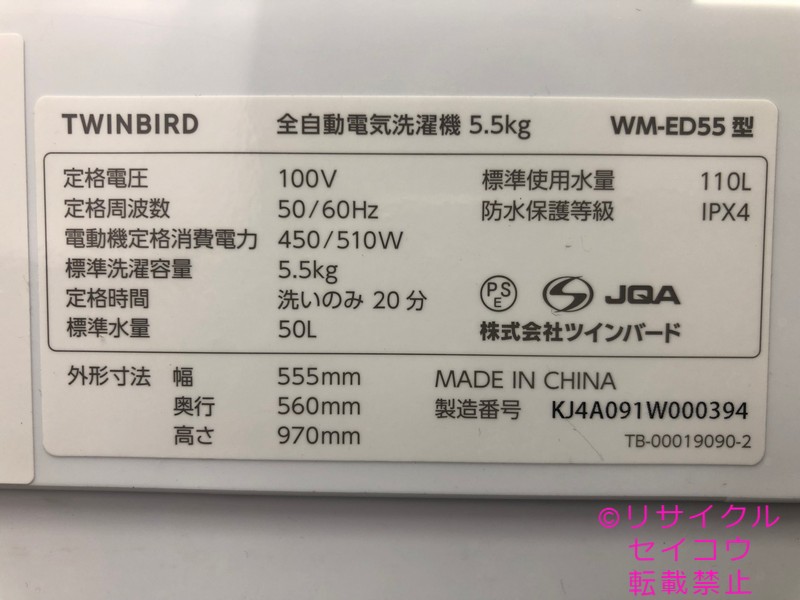 TWINBIRD 全自動電気洗濯機 5.5kg WM-ED55 型
定格電圧 100V 標準使用水量 110L
定格周波数 50/60Hz 防水保護等級 IPX4
電動機定格消費電力 450/510W
標準洗濯容量 5.5kg
定格時間 洗いのみ 20分 PSE S JQA
標準水量 50L 株式会社ツインバード
外形寸法 幅 555mm MADE IN CHINA
奥行 560mm 製造番号 KJ4A091W000394
高さ 970mm TB-00019090-2
©リサイクル
セイコウ
転載禁止